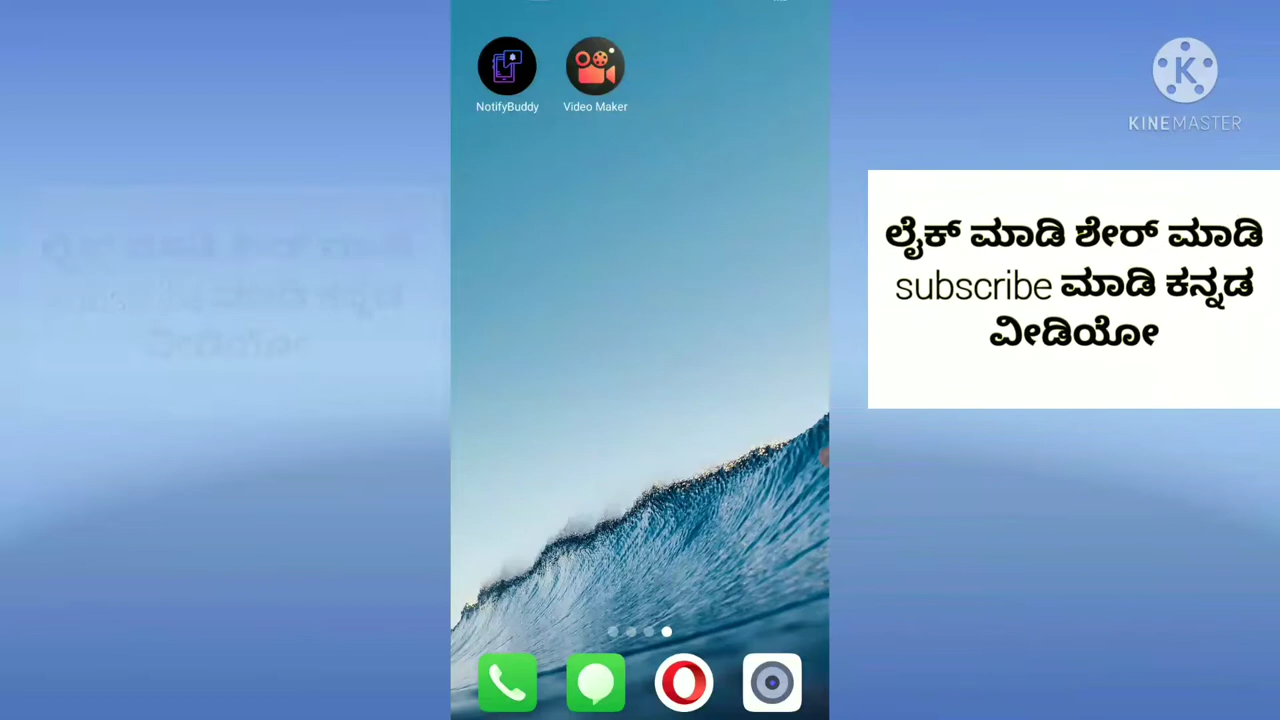 NotifyBuddy
Video Maker
KINEMASTER
ಲೈಕ್ ಮಾಡಿ ಶೇರ್ ಮಾಡಿ
subscribe ಮಾಡಿ ಕನ್ನಡ
ವೀಡಿಯೋ